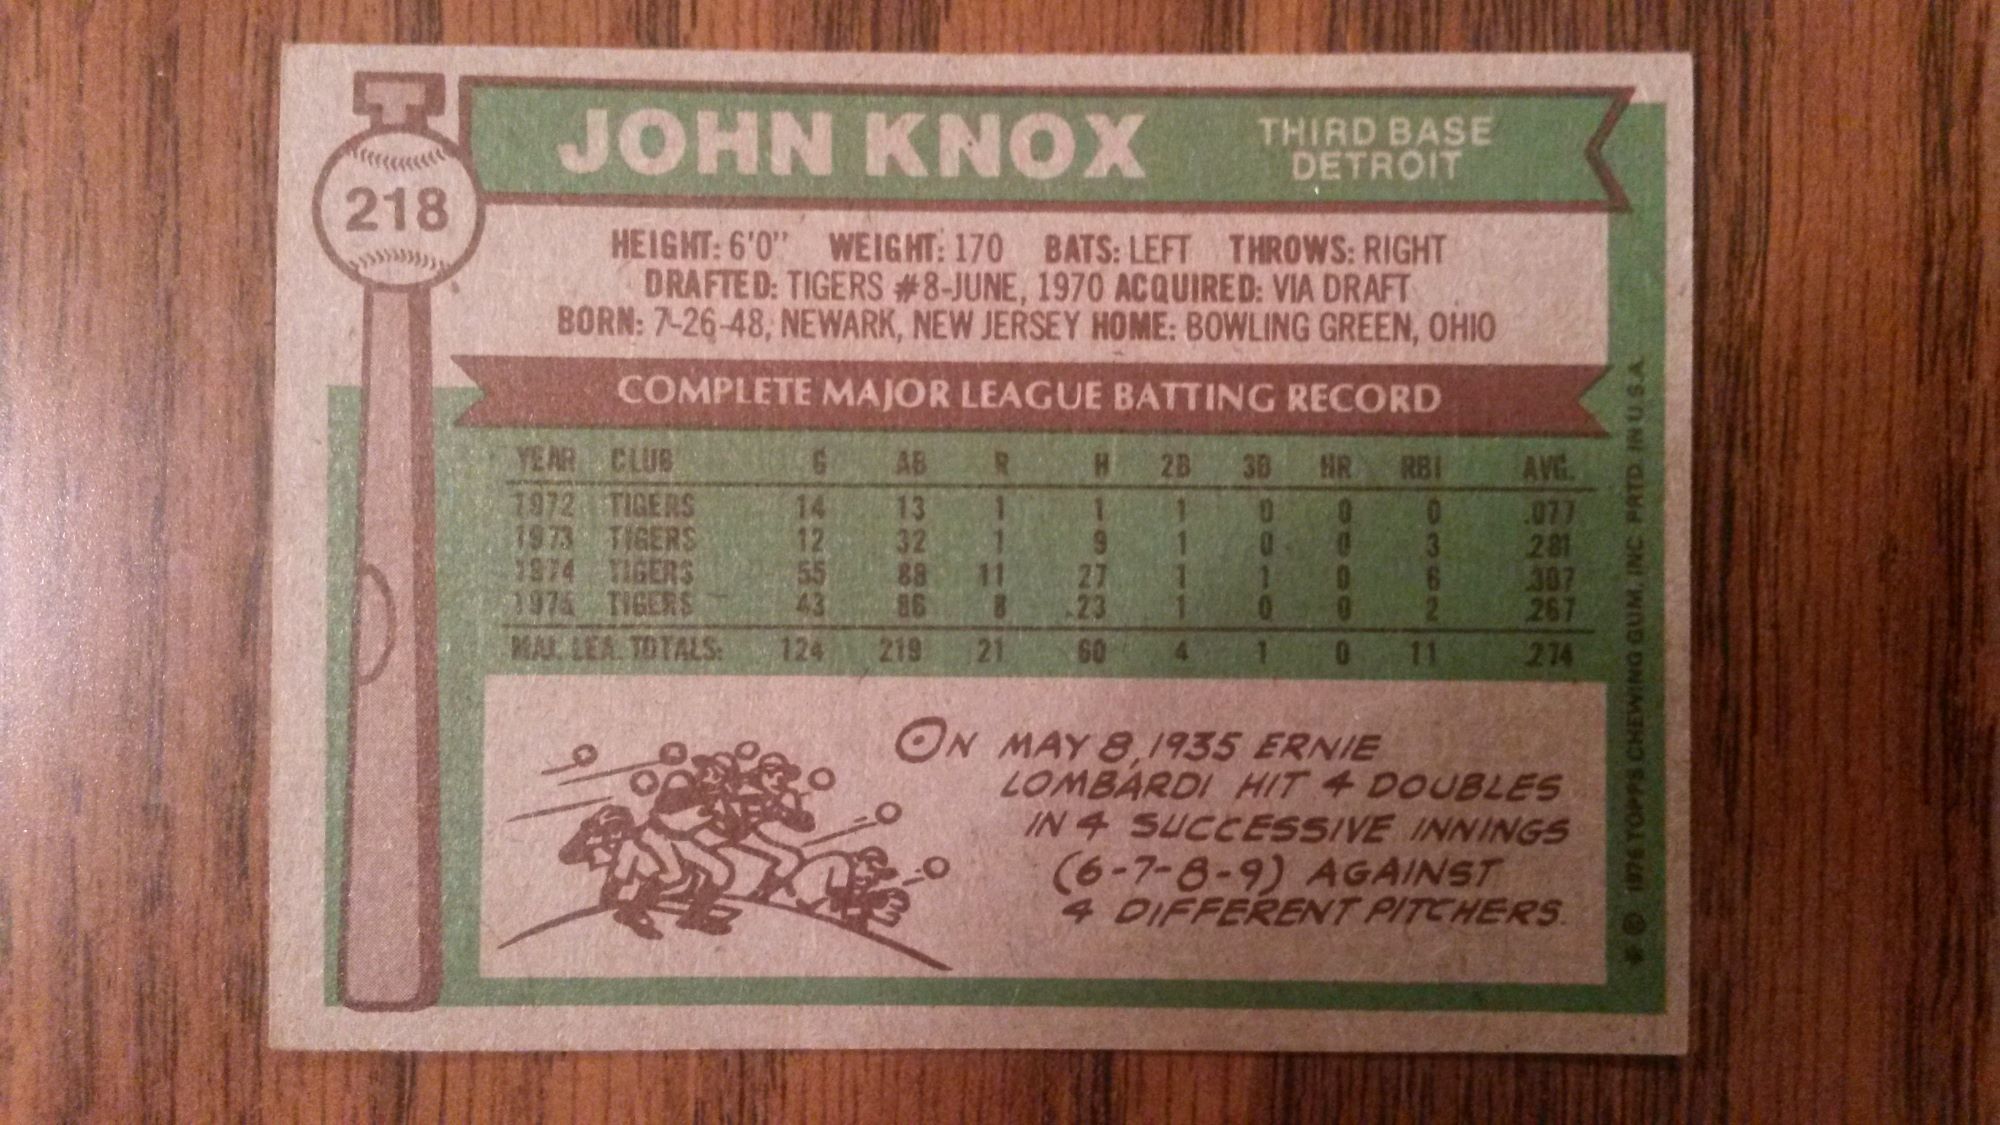 T
218
JOHN KNOX
THIRD BASE
DETROIT
HEIGHT: 6'0" WEIGHT: 170 BATS: LEFT THROWS: RIGHT
DRAFTED: TIGERS #8-JUNE, 1970 ACQUIRED: VIA DRAFT
BORN: 7-26-48, NEWARK, NEW JERSEY HOME: BOWLING GREEN, OHIO
COMPLETE MAJOR LEAGUE BATTING RECORD
YEAR CLUB G AB R H 2B 3B HR RBI AVG.
1972 TIGERS 14 13 1 1 1 0 0 0 .077
1973 TIGERS 12 32 1 9 1 0 0 3 .281
1974 TIGERS 55 88 11 27 1 1 0 6 .307
1975 TIGERS 43 86 8 23 1 0 0 2 .267
MAJ. LEA. TOTALS: 124 219 21 60 4 1 0 11 .274
ON MAY 8, 1935 ERNIE
LOMBARDI HIT 4 DOUBLES
IN 4 SUCCESSIVE INNINGS
(6-7-8-9) AGAINST
4 DIFFERENT PITCHERS.
* © 1976 TOPPS CHEWING GUM, INC PRTD. IN U.S.A.